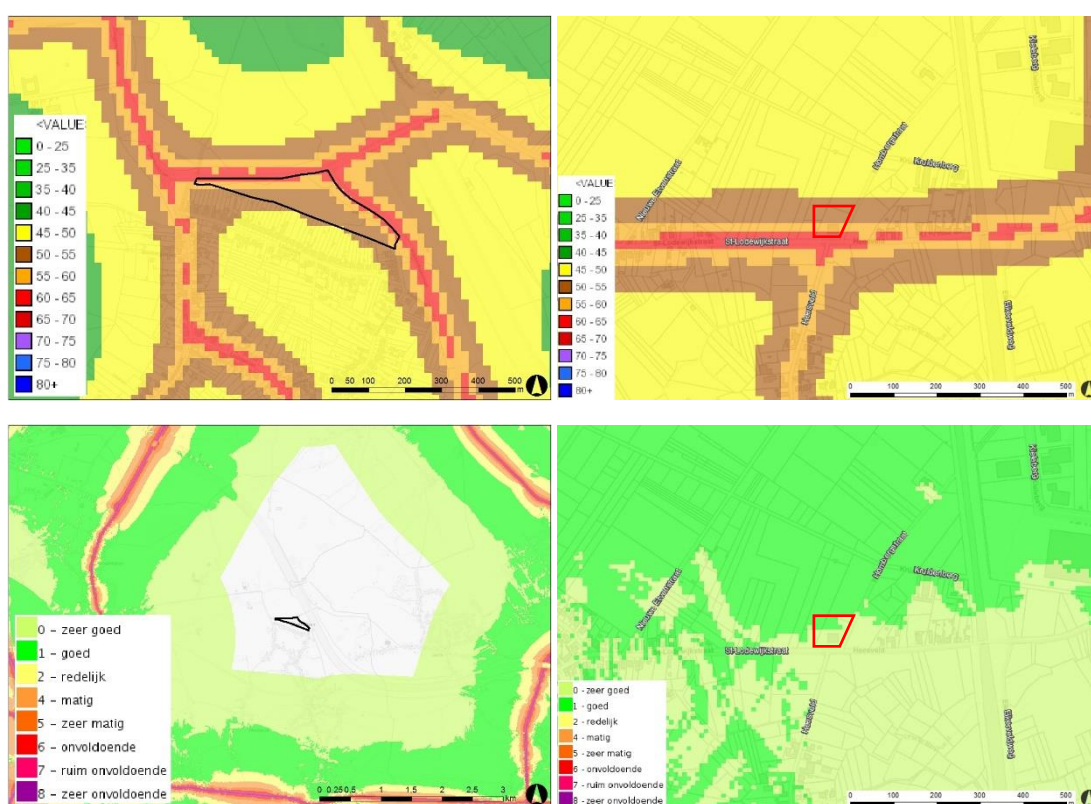 <VALUE
0 - 25
25 - 35
35 - 40
40 - 45
45 - 50
50 - 55
55 - 60
60 - 65
65 - 70
70 - 75
75 - 80
80+
0 50 100 200 300 400 500
m
<VALUE
0 - 25
25 - 35
35 - 40
40 - 45
45 - 50
50 - 55
55 - 60
60 - 65
65 - 70
70 - 75
75 - 80
80+
Kruidenberg
St-Lodewijkstraat
0 100 200 300 400 500
m
0 – zeer goed
1 – goed
2 – redelijk
4 – matig
5 – zeer matig
6 – onvoldoende
7 – ruim onvoldoende
8 – zeer onvoldoende
0 0.25 0.5 1 1.5 2 2.5 3
km
0 - zeer goed
1 - goed
2 - redelijk
4 - matig
5 - zeer matig
6 - onvoldoende
7 - ruim onvoldoende
8 - zeer onvoldoende
Kruidenberg
St-Lodewijkstraat
0 100 200 300 400 500
m